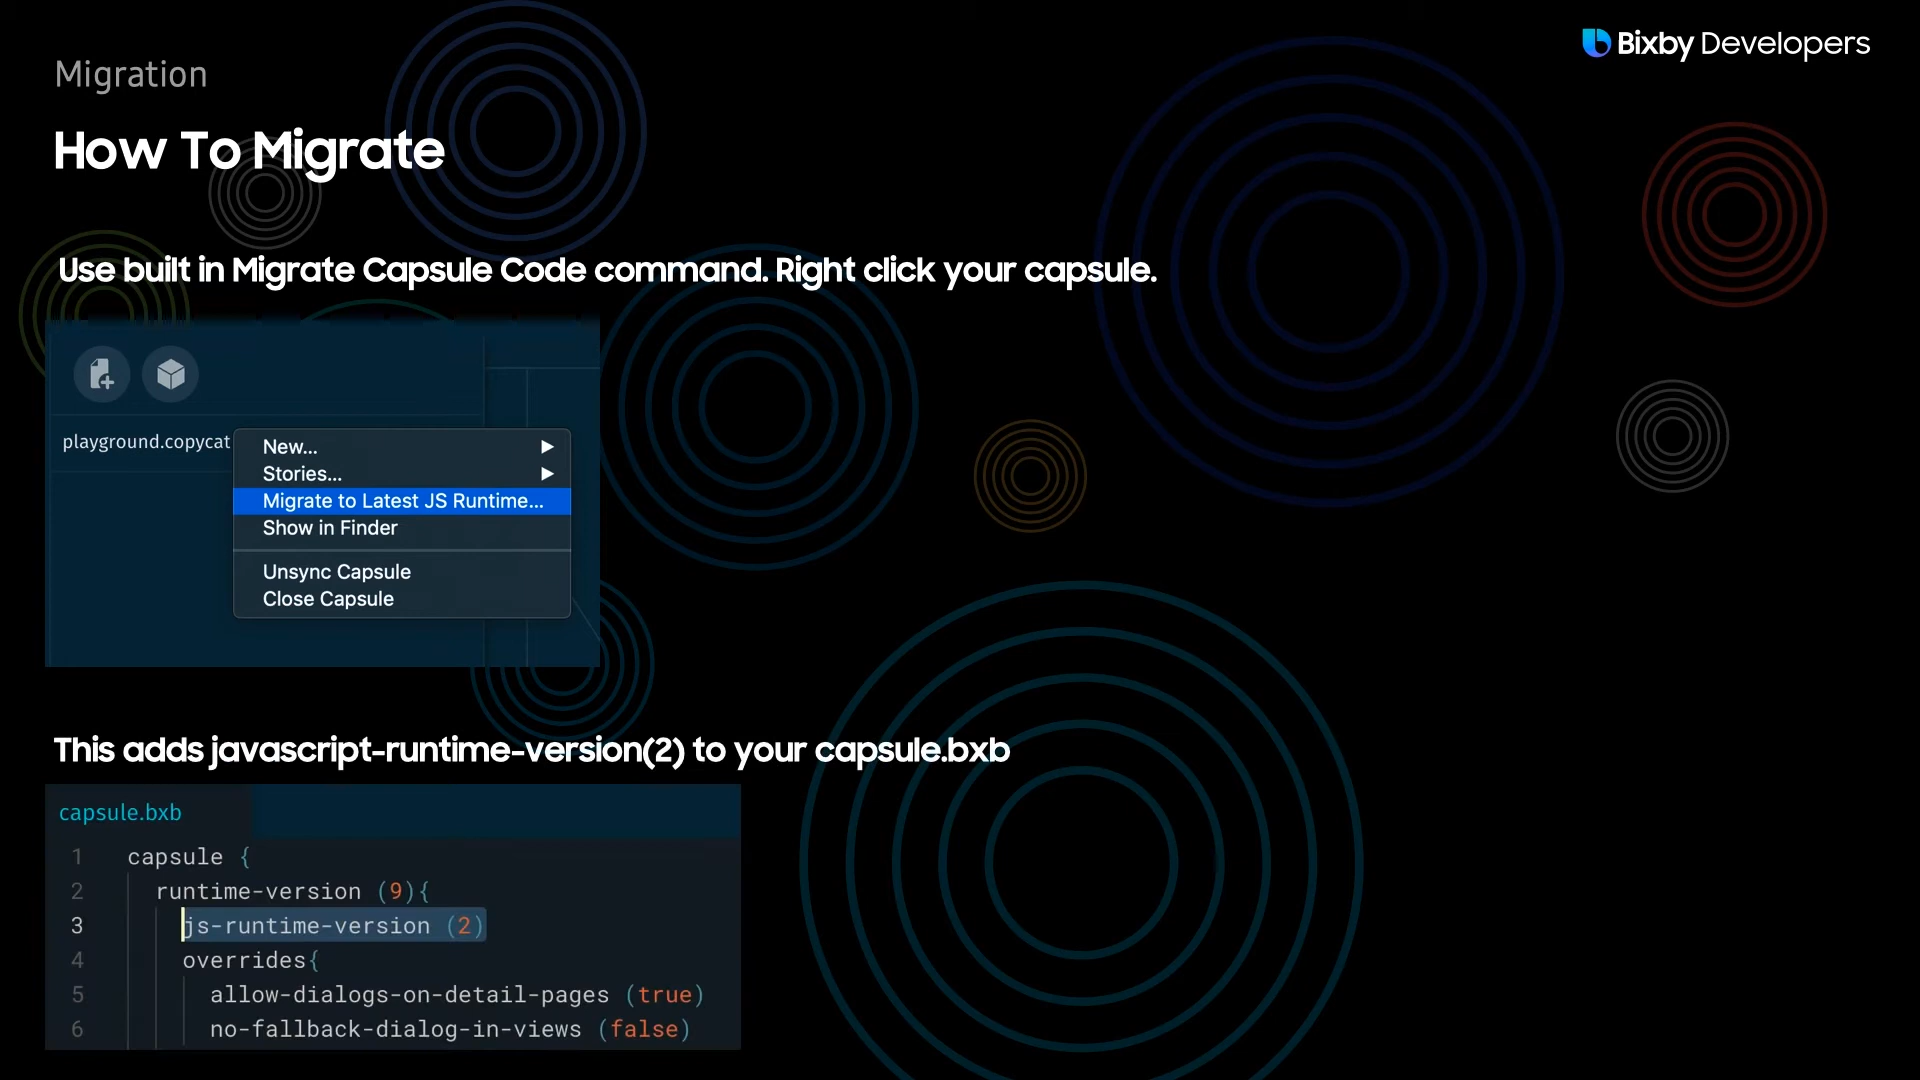 Bixby Developers
Migration
How To Migrate
Use built in Migrate Capsule Code command. Right click your capsule.
playground.copycat
New...
Stories...
Migrate to Latest JS Runtime...
Show in Finder
Unsync Capsule
Close Capsule
This adds javascript-runtime-version(2) to your capsule.bxb
capsule.bxb
1 capsule {
2 runtime-version (9){
3 js-runtime-version (2)
4 overrides{
5 allow-dialogs-on-detail-pages (true)
6 no-fallback-dialog-in-views (false)